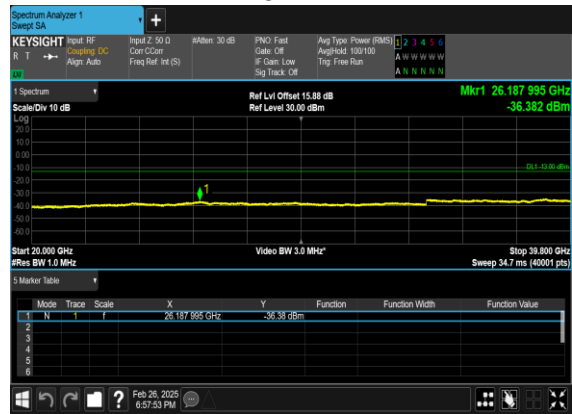 Spectrum Analyzer 1
Swept SA
KEYSIGHT Input: RF Input Z: 50 Ω #Atten: 30 dB PNO: Fast Avg Type: Power (RMS) 1 2 3 4 5 6
R T Coupling: DC Corr CCorr Gate: Off Avg|Hold: 100/100 A W W W W W
Align: Auto Freq Ref: Int (S) IF Gain: Low Trig: Free Run
Sig Track: Off A N N N N N
1 Spectrum Ref Lvl Offset 15.88 dB Mkr1 26.187 995 GHz
Scale/Div 10 dB Ref Level 30.00 dBm -36.382 dBm
Log
20.0
10.0
0.00
-10.0
DL1 -13.00 dBm
-20.0
-30.0
1
-40.0
-50.0
-60.0
Start 20.000 GHz Video BW 3.0 MHz* Stop 39.800 GHz
#Res BW 1.0 MHz Sweep 34.7 ms (40001 pts)
5 Marker Table
Mode Trace Scale X Y Function Function Width Function Value
1 N 1 f 26.187 995 GHz -36.38 dBm
2
3
4
5
6
Feb 26, 2025
6:57:53 PM